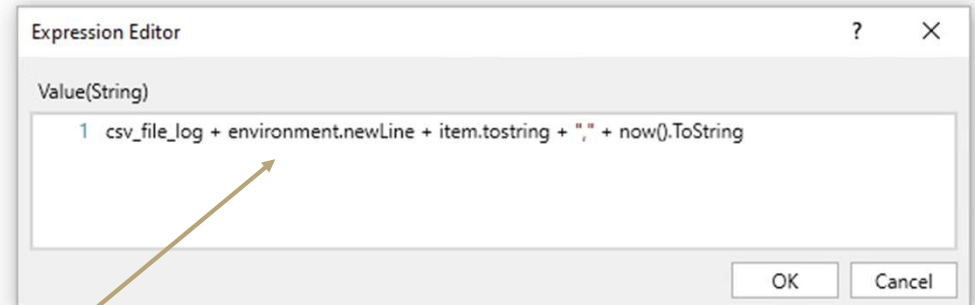 Expression Editor ? ×
Value(String)
1 csv_file_log + environment.newLine + item.tostring + "," + now().ToString
OK Cancel